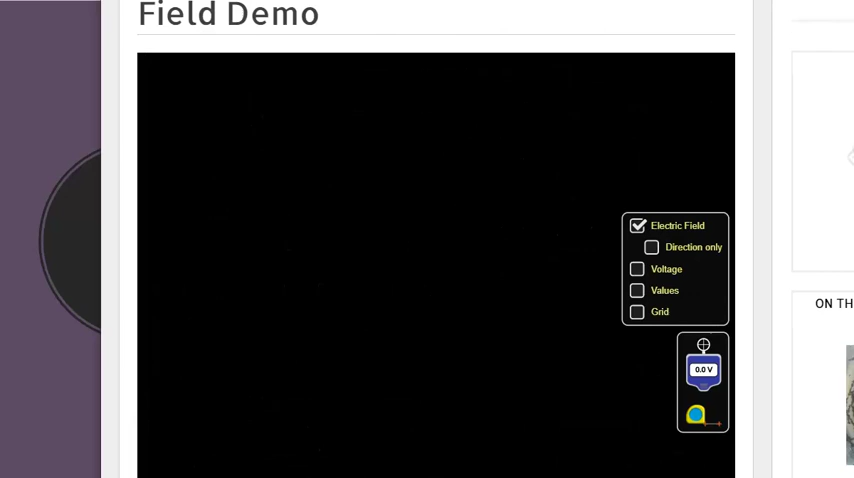 Field Demo
Electric Field
Direction only
Voltage
Values
Grid
0.0 V
ON TH